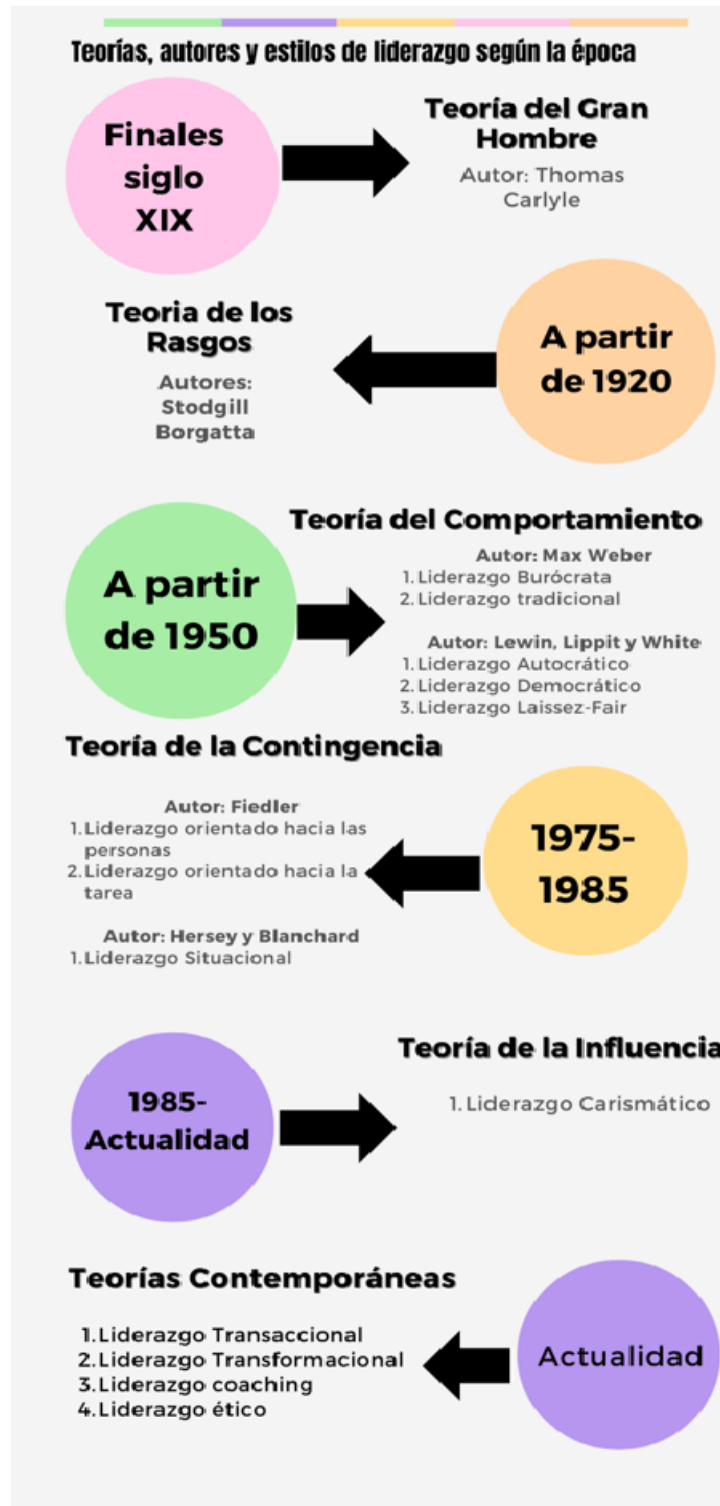 Teorías, autores y estilos de liderazgo según la época
Finales
siglo
XIX
Teoría del Gran
Hombre
Autor: Thomas
Carlyle
Teoria de los
Rasgos
Autores:
Stodgill
Borgatta
A partir
de 1920
Teoría del Comportamiento
A partir
de 1950
Autor: Max Weber
1. Liderazgo Burócrata
2. Liderazgo tradicional
Autor: Lewin, Lippit y White
1. Liderazgo Autocrático
2. Liderazgo Democrático
3. Liderazgo Laissez-Fair
Teoría de la Contingencia
Autor: Fiedler
1. Liderazgo orientado hacia las
personas
2. Liderazgo orientado hacia la
tarea
Autor: Hersey y Blanchard
1. Liderazgo Situacional
1975-
1985
1985-
Actualidad
Teoría de la Influencia
1. Liderazgo Carismático
Teorías Contemporáneas
1. Liderazgo Transaccional
2. Liderazgo Transformacional
3. Liderazgo coaching
4. Liderazgo ético
Actualidad